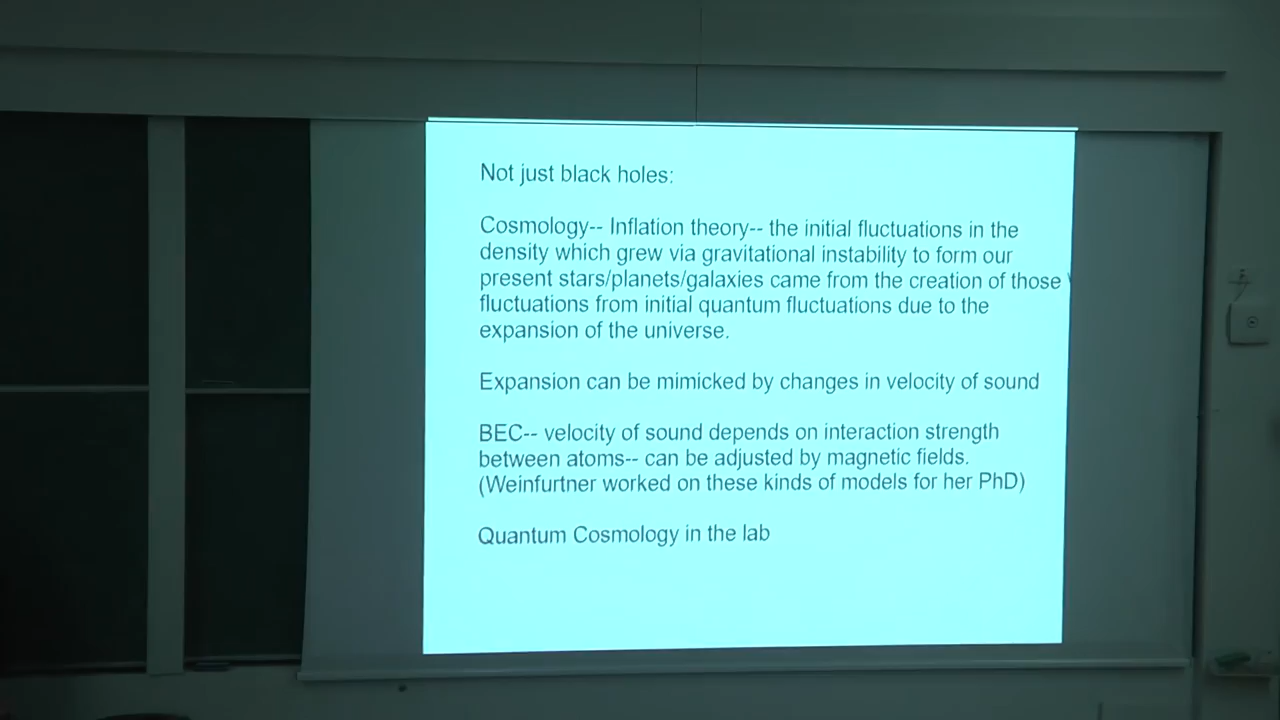 Not just black holes:
Cosmology-- Inflation theory-- the initial fluctuations in the
density which grew via gravitational instability to form our
present stars/planets/galaxies came from the creation of those
fluctuations from initial quantum fluctuations due to the
expansion of the universe.
Expansion can be mimicked by changes in velocity of sound
BEC-- velocity of sound depends on interaction strength
between atoms-- can be adjusted by magnetic fields.
(Weinfurtner worked on these kinds of models for her PhD)
Quantum Cosmology in the lab